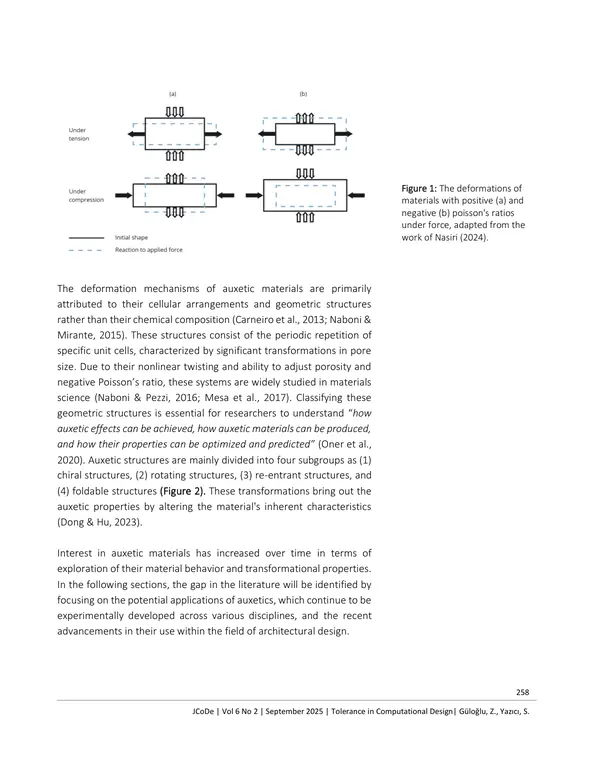 (a)
(b)
Under
tension
Under
compression
Initial shape
Reaction to applied force
Figure 1: The deformations of
materials with positive (a) and
negative (b) poisson's ratios
under force, adapted from the
work of Nasiri (2024).
The deformation mechanisms of auxetic materials are primarily
attributed to their cellular arrangements and geometric structures
rather than their chemical composition (Carneiro et al., 2013; Naboni &
Mirante, 2015). These structures consist of the periodic repetition of
specific unit cells, characterized by significant transformations in pore
size. Due to their nonlinear twisting and ability to adjust porosity and
negative Poisson's ratio, these systems are widely studied in materials
science (Naboni & Pezzi, 2016; Mesa et al., 2017). Classifying these
geometric structures is essential for researchers to understand “how
auxetic effects can be achieved, how auxetic materials can be produced,
and how their properties can be optimized and predicted” (Oner et al.,
2020). Auxetic structures are mainly divided into four subgroups as (1)
chiral structures, (2) rotating structures, (3) re-entrant structures, and
(4) foldable structures (Figure 2). These transformations bring out the
auxetic properties by altering the material's inherent characteristics
(Dong & Hu, 2023).
Interest in auxetic materials has increased over time in terms of
exploration of their material behavior and transformational properties.
In the following sections, the gap in the literature will be identified by
focusing on the potential applications of auxetics, which continue to be
experimentally developed across various disciplines, and the recent
advancements in their use within the field of architectural design.
258
JCoDe | Vol 6 No 2 | September 2025 | Tolerance in Computational Design| Güloğlu, Z., Yazıcı, S.